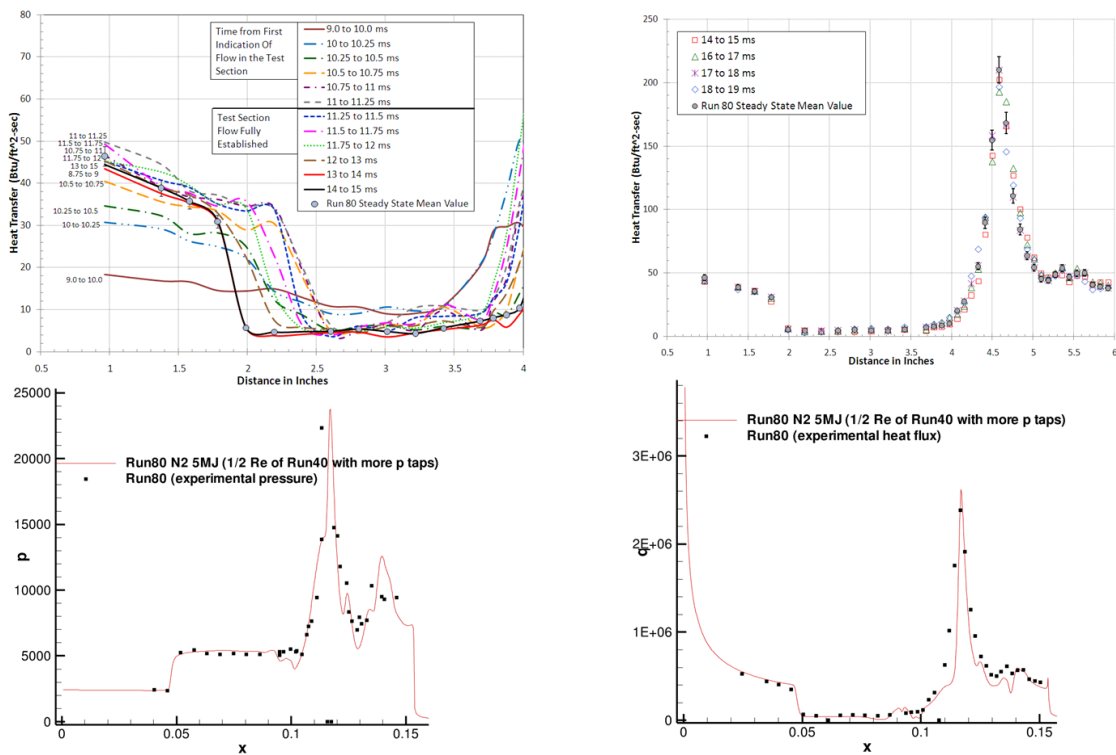 80
70
60
50
40
30
20
10
0
Heat Transfer (Btu/ft^2-sec)
Time from First
Indication Of
Flow in the Test
Section
Test Section
Flow Fully
Established
9.0 to 10.0 ms
10 to 10.25 ms
10.25 to 10.5 ms
10.5 to 10.75 ms
10.75 to 11 ms
11 to 11.25 ms
11.25 to 11.5 ms
11.5 to 11.75 ms
11.75 to 12 ms
12 to 13 ms
13 to 14 ms
14 to 15 ms
Run 80 Steady State Mean Value
11 to 11.25
11.5 to 11.75
10.75 to 11
11.75 to 12
13 to 15
8.75 to 9
10.5 to 10.75
10.25 to 10.5
10 to 10.25
9.0 to 10.0
0
0.5
1
1.5
2
2.5
3
3.5
4
Distance in Inches
250
200
150
100
50
0
Heat Transfer (Btu/ft^2-sec)
14 to 15 ms
16 to 17 ms
17 to 18 ms
18 to 19 ms
Run 80 Steady State Mean Value
0
0.5
1
1.5
2
2.5
3
3.5
4
4.5
5
5.5
6
Distance in Inches
25000
20000
15000
10000
5000
0
p
Run80 N2 5MJ (1/2 Re of Run40 with more p taps)
Run80 (experimental pressure)
0
0.05
0.1
0.15
x
3E+06
2E+06
1E+06
0
q
Run80 N2 5MJ (1/2 Re of Run40 with more p taps)
Run80 (experimental heat flux)
0
0.05
0.1
0.15
x